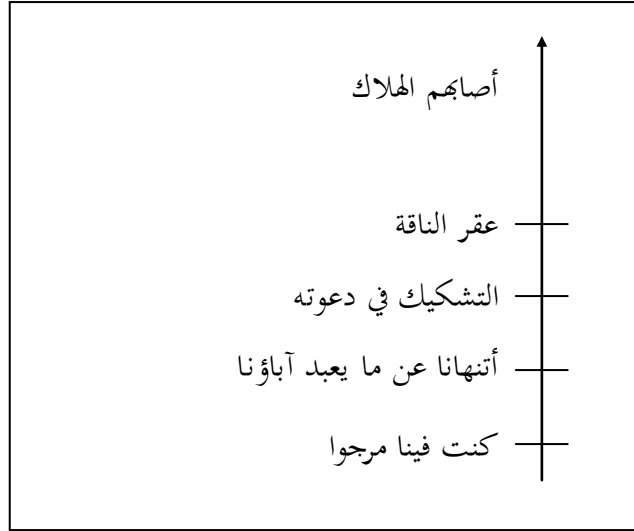 أصابهم الهلاك
عقر الناقة
التشكيك في دعوته
أتنهانا عن ما يعبد آباؤنا
كنت فينا مرجوا